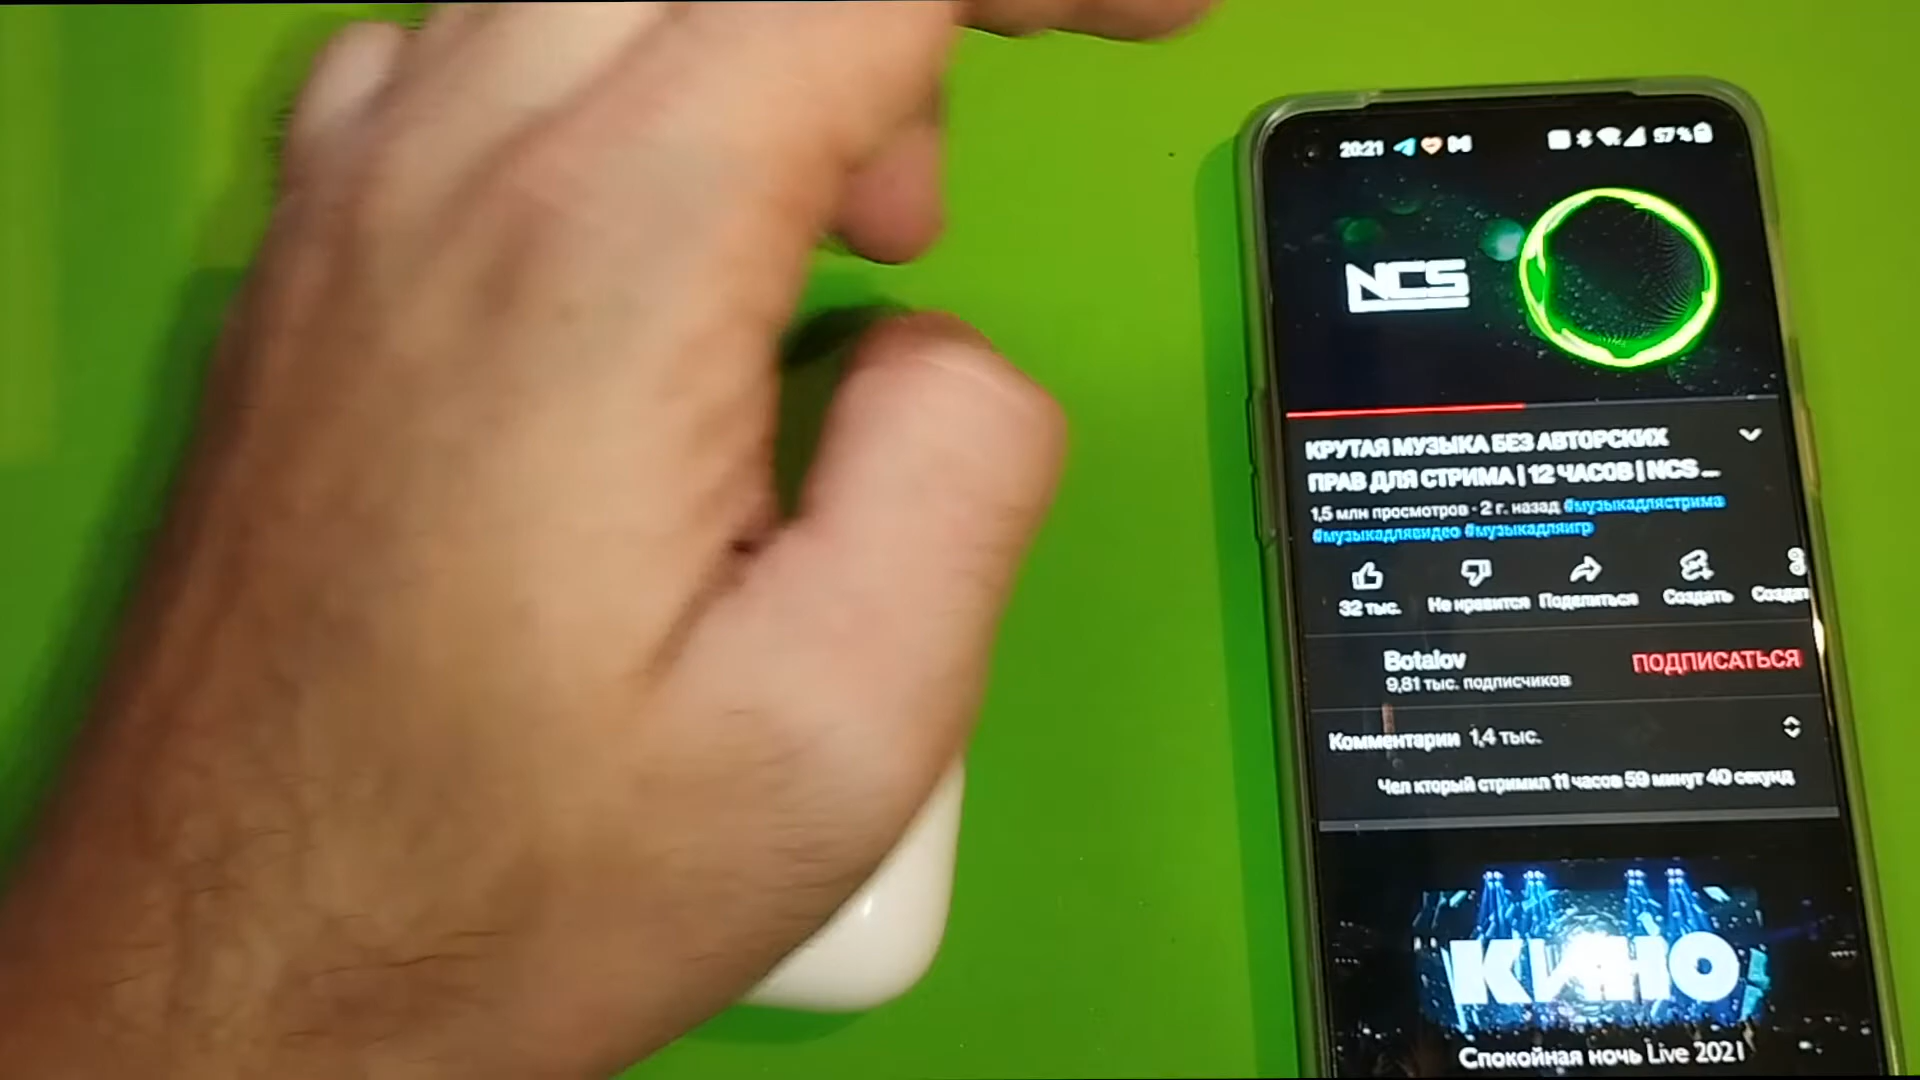 20:21 57%
NCS
КРУТАЯ МУЗЫКА БЕЗ АВТОРСКИХ
ПРАВ ДЛЯ СТРИМА | 12 ЧАСОВ | NCS ...
1,5 млн просмотров · 2 г. назад #музыкадлястрима
#музыкадлявидео #музыкадляигр
32 тыс. Не нравится Поделиться Создать Создат
Botalov
9,81 тыс. подписчиков
ПОДПИСАТЬСЯ
Комментарии 1,4 тыс.
Чел кторый стримил 11 часов 59 минут 40 секунд
КИНО
Спокойная ночь Live 2021